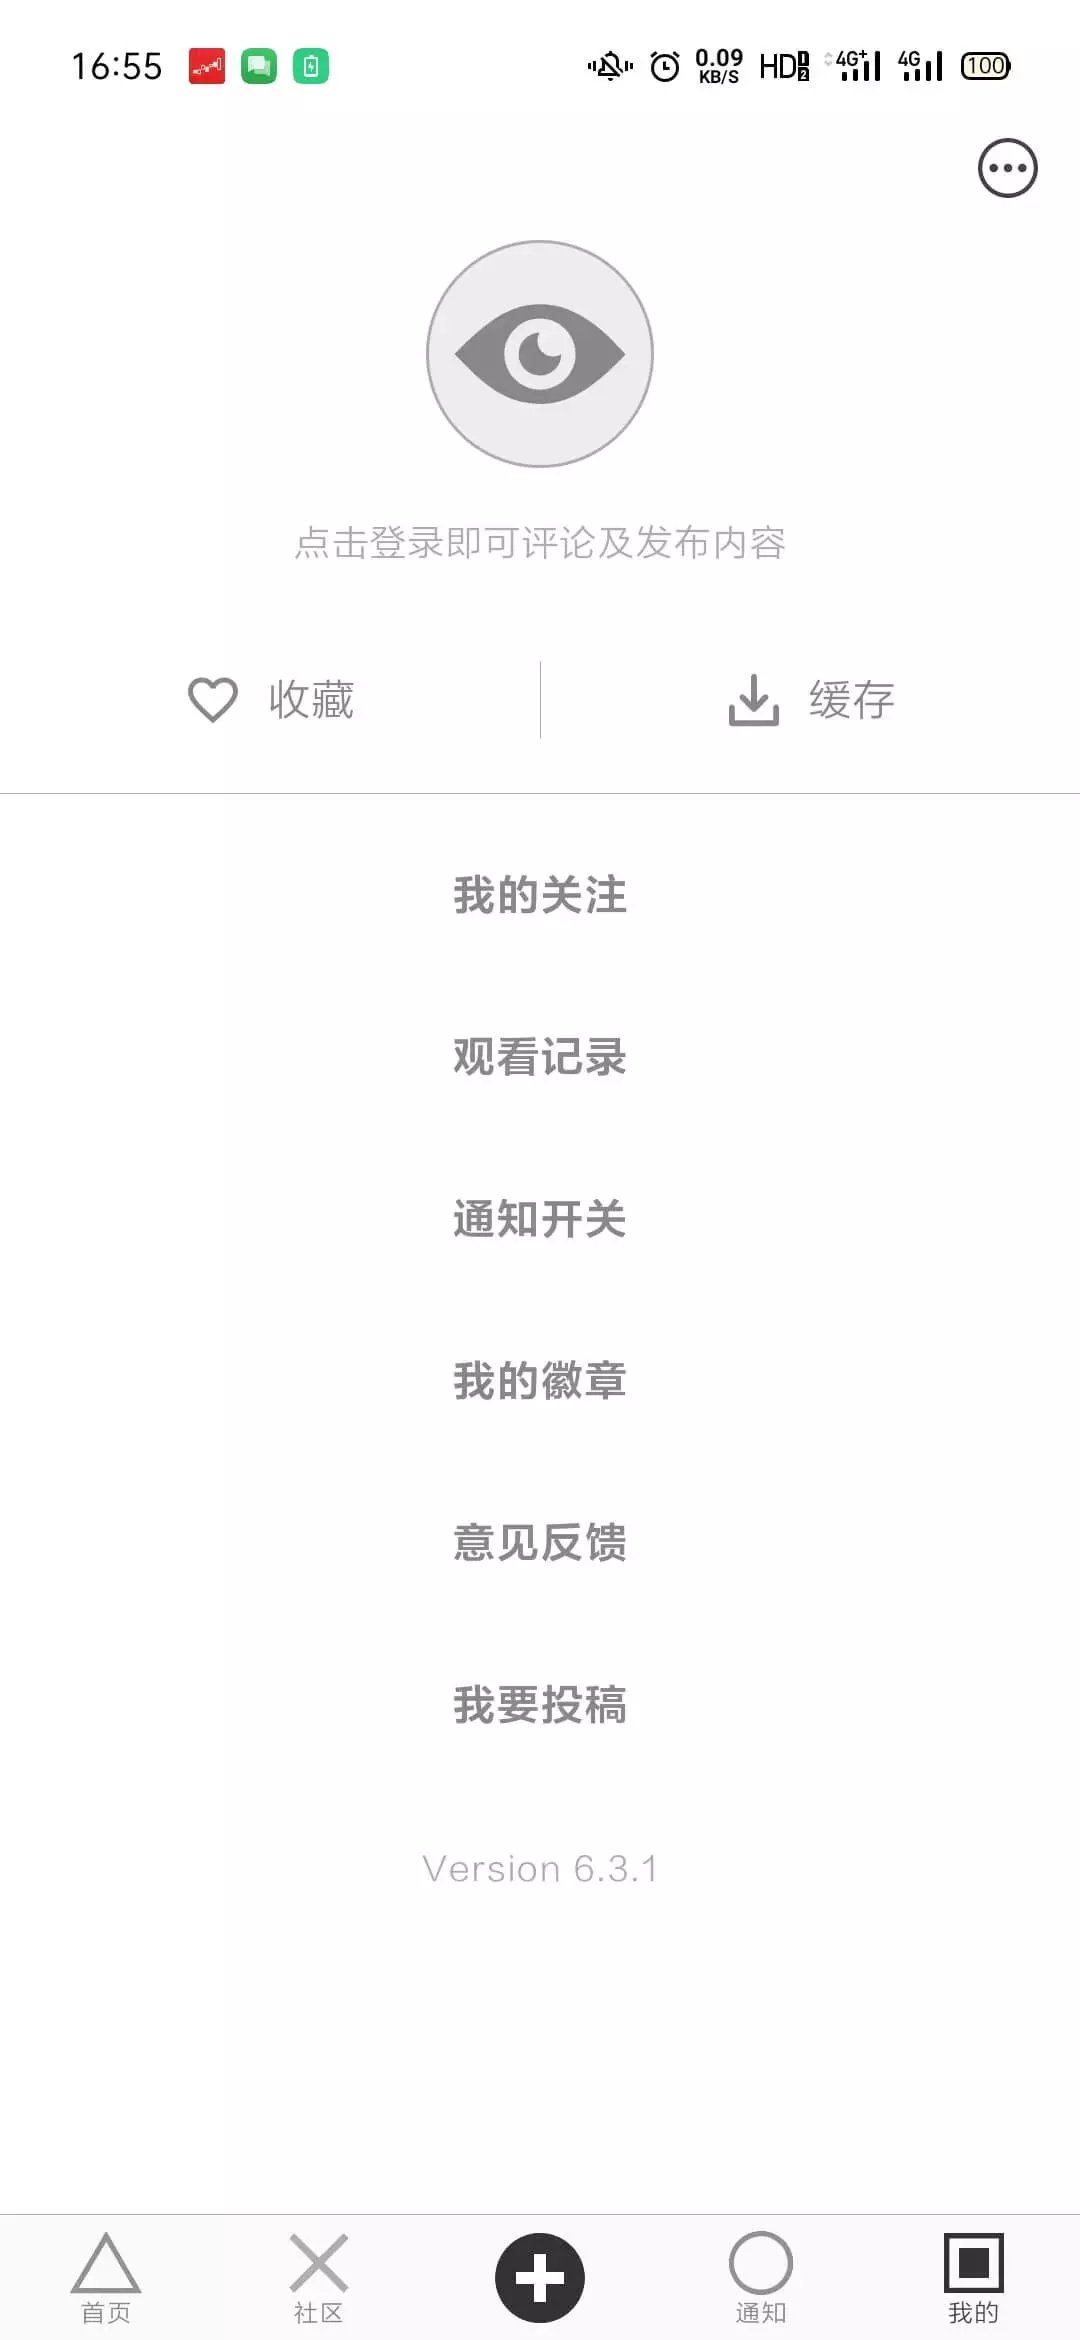 16:55 0.09 KB/S HD 1 2 4G+ 4G 100
点击登录即可评论及发布内容
收藏 缓存
我的关注
观看记录
通知开关
我的徽章
意见反馈
我要投稿
Version 6.3.1
首页 社区 通知 我的